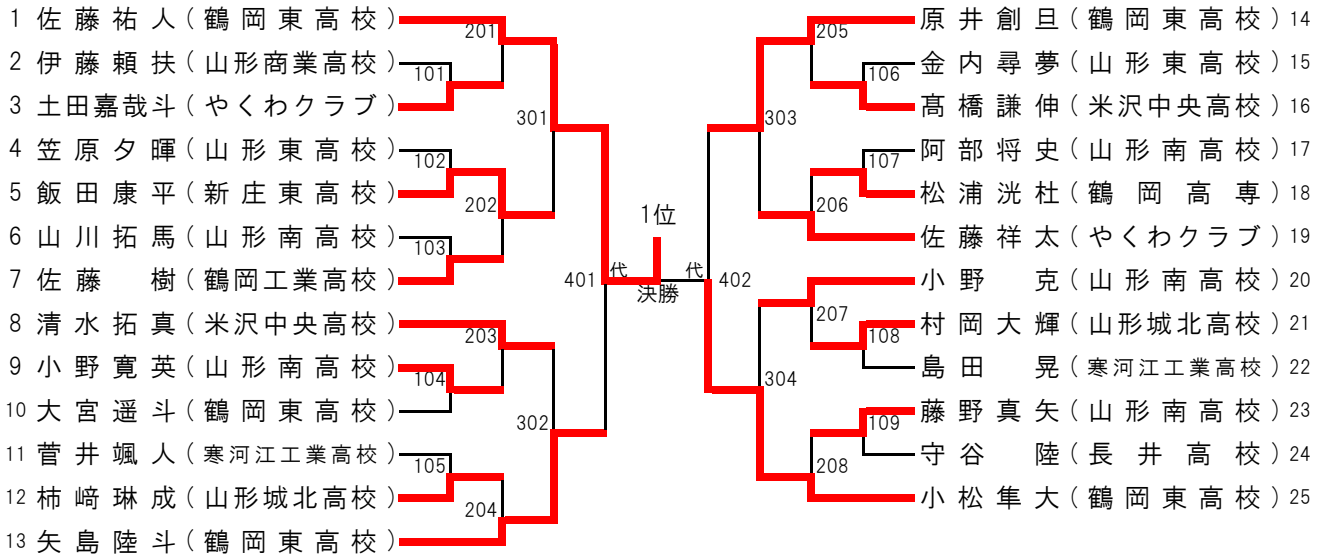 1 佐藤祐人(鶴岡東高校)
2 伊藤頼扶(山形商業高校)
3 土田嘉哉斗(やくわクラブ)
4 笠原夕暉(山形東高校)
5 飯田康平(新庄東高校)
6 山川拓馬(山形南高校)
7 佐藤　樹(鶴岡工業高校)
8 清水拓真(米沢中央高校)
9 小野寛英(山形南高校)
10 大宮遥斗(鶴岡東高校)
11 菅井颯人(寒河江工業高校)
12 柿﨑琳成(山形城北高校)
13 矢島陸斗(鶴岡東高校)
201
101
301
102
202
103
401
203
104
302
105
204
1位
代
代
決勝
205
106
303
107
206
402
207
108
304
109
208
原井創旦(鶴岡東高校) 14
金内尋夢(山形東高校) 15
髙橋謙伸(米沢中央高校) 16
阿部将史(山形南高校) 17
松浦洸杜(鶴岡高専) 18
佐藤祥太(やくわクラブ) 19
小野　克(山形南高校) 20
村岡大輝(山形城北高校) 21
島田　晃(寒河江工業高校) 22
藤野真矢(山形南高校) 23
守谷　陸(長井高校) 24
小松隼大(鶴岡東高校) 25